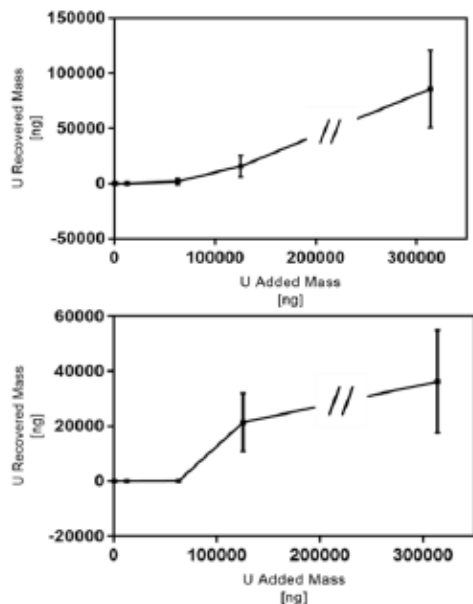 150000
100000
50000
0
-50000
U Recovered Mass
[ng]
0 100000 200000 300000
U Added Mass
[ng]
60000
40000
20000
0
-20000
U Recovered Mass
[ng]
0 100000 200000 300000
U Added Mass
[ng]